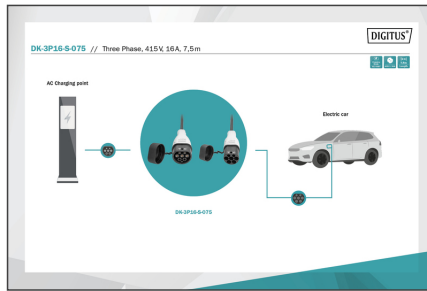 DIGITUS®
DK-3P16-S-075 // Three Phase, 415V, 16A, 7,5m
AC Charging point
Electric car
DK-3P16-S-075